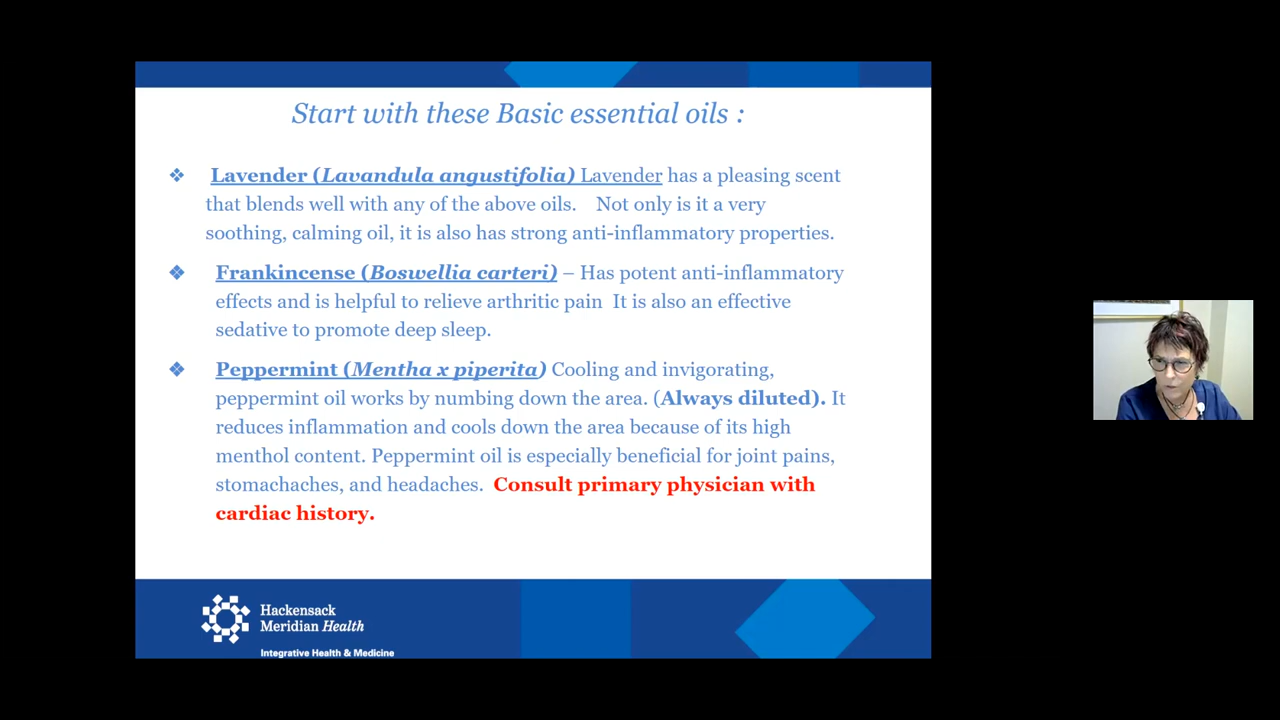 Start with these Basic essential oils :
❖ Lavender (Lavandula angustifolia) Lavender has a pleasing scent
that blends well with any of the above oils. Not only is it a very
soothing, calming oil, it is also has strong anti-inflammatory properties.
❖ Frankincense (Boswellia carteri) – Has potent anti-inflammatory
effects and is helpful to relieve arthritic pain It is also an effective
sedative to promote deep sleep.
❖ Peppermint (Mentha x piperita) Cooling and invigorating,
peppermint oil works by numbing down the area. (Always diluted). It
reduces inflammation and cools down the area because of its high
menthol content. Peppermint oil is especially beneficial for joint pains,
stomachaches, and headaches. Consult primary physician with
cardiac history.
Hackensack
Meridian Health
Integrative Health & Medicine